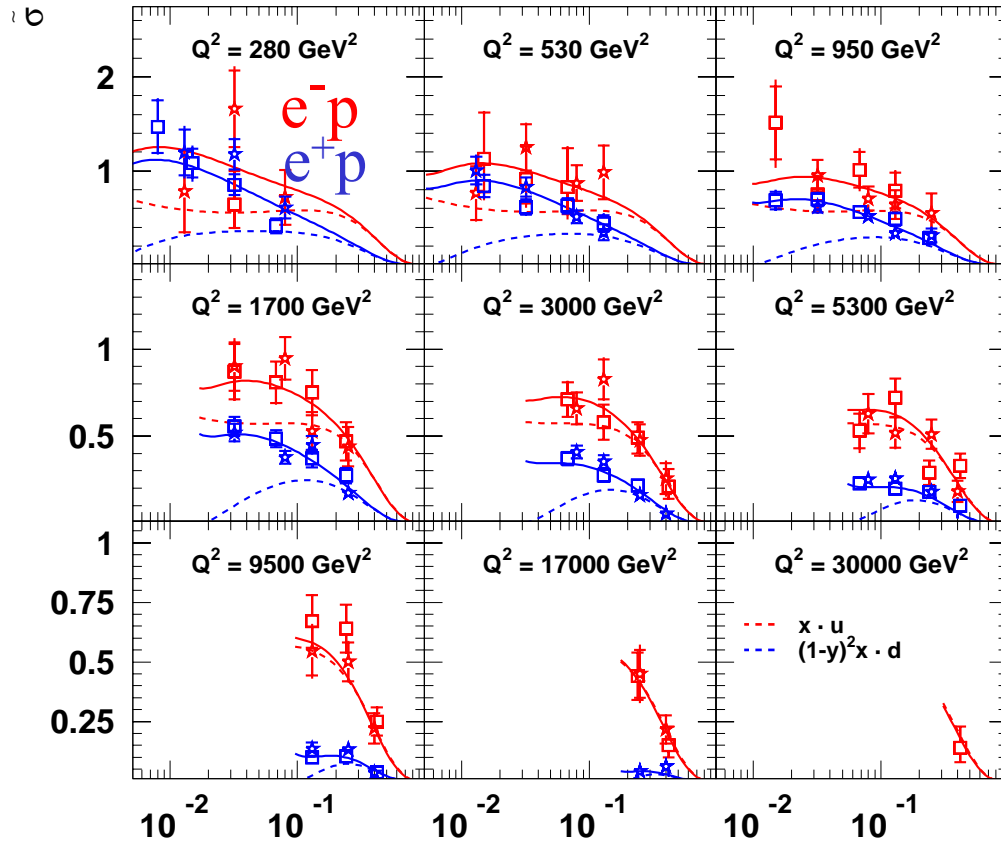 σ̃
Q² = 280 GeV²
Q² = 530 GeV²
Q² = 950 GeV²
2
1
e⁻p
e⁺p
Q² = 1700 GeV²
Q² = 3000 GeV²
Q² = 5300 GeV²
1
0.5
Q² = 9500 GeV²
Q² = 17000 GeV²
Q² = 30000 GeV²
1
0.75
0.5
0.25
x · u
(1-y)²x · d
10⁻² 10⁻¹ 10⁻² 10⁻¹ 10⁻² 10⁻¹